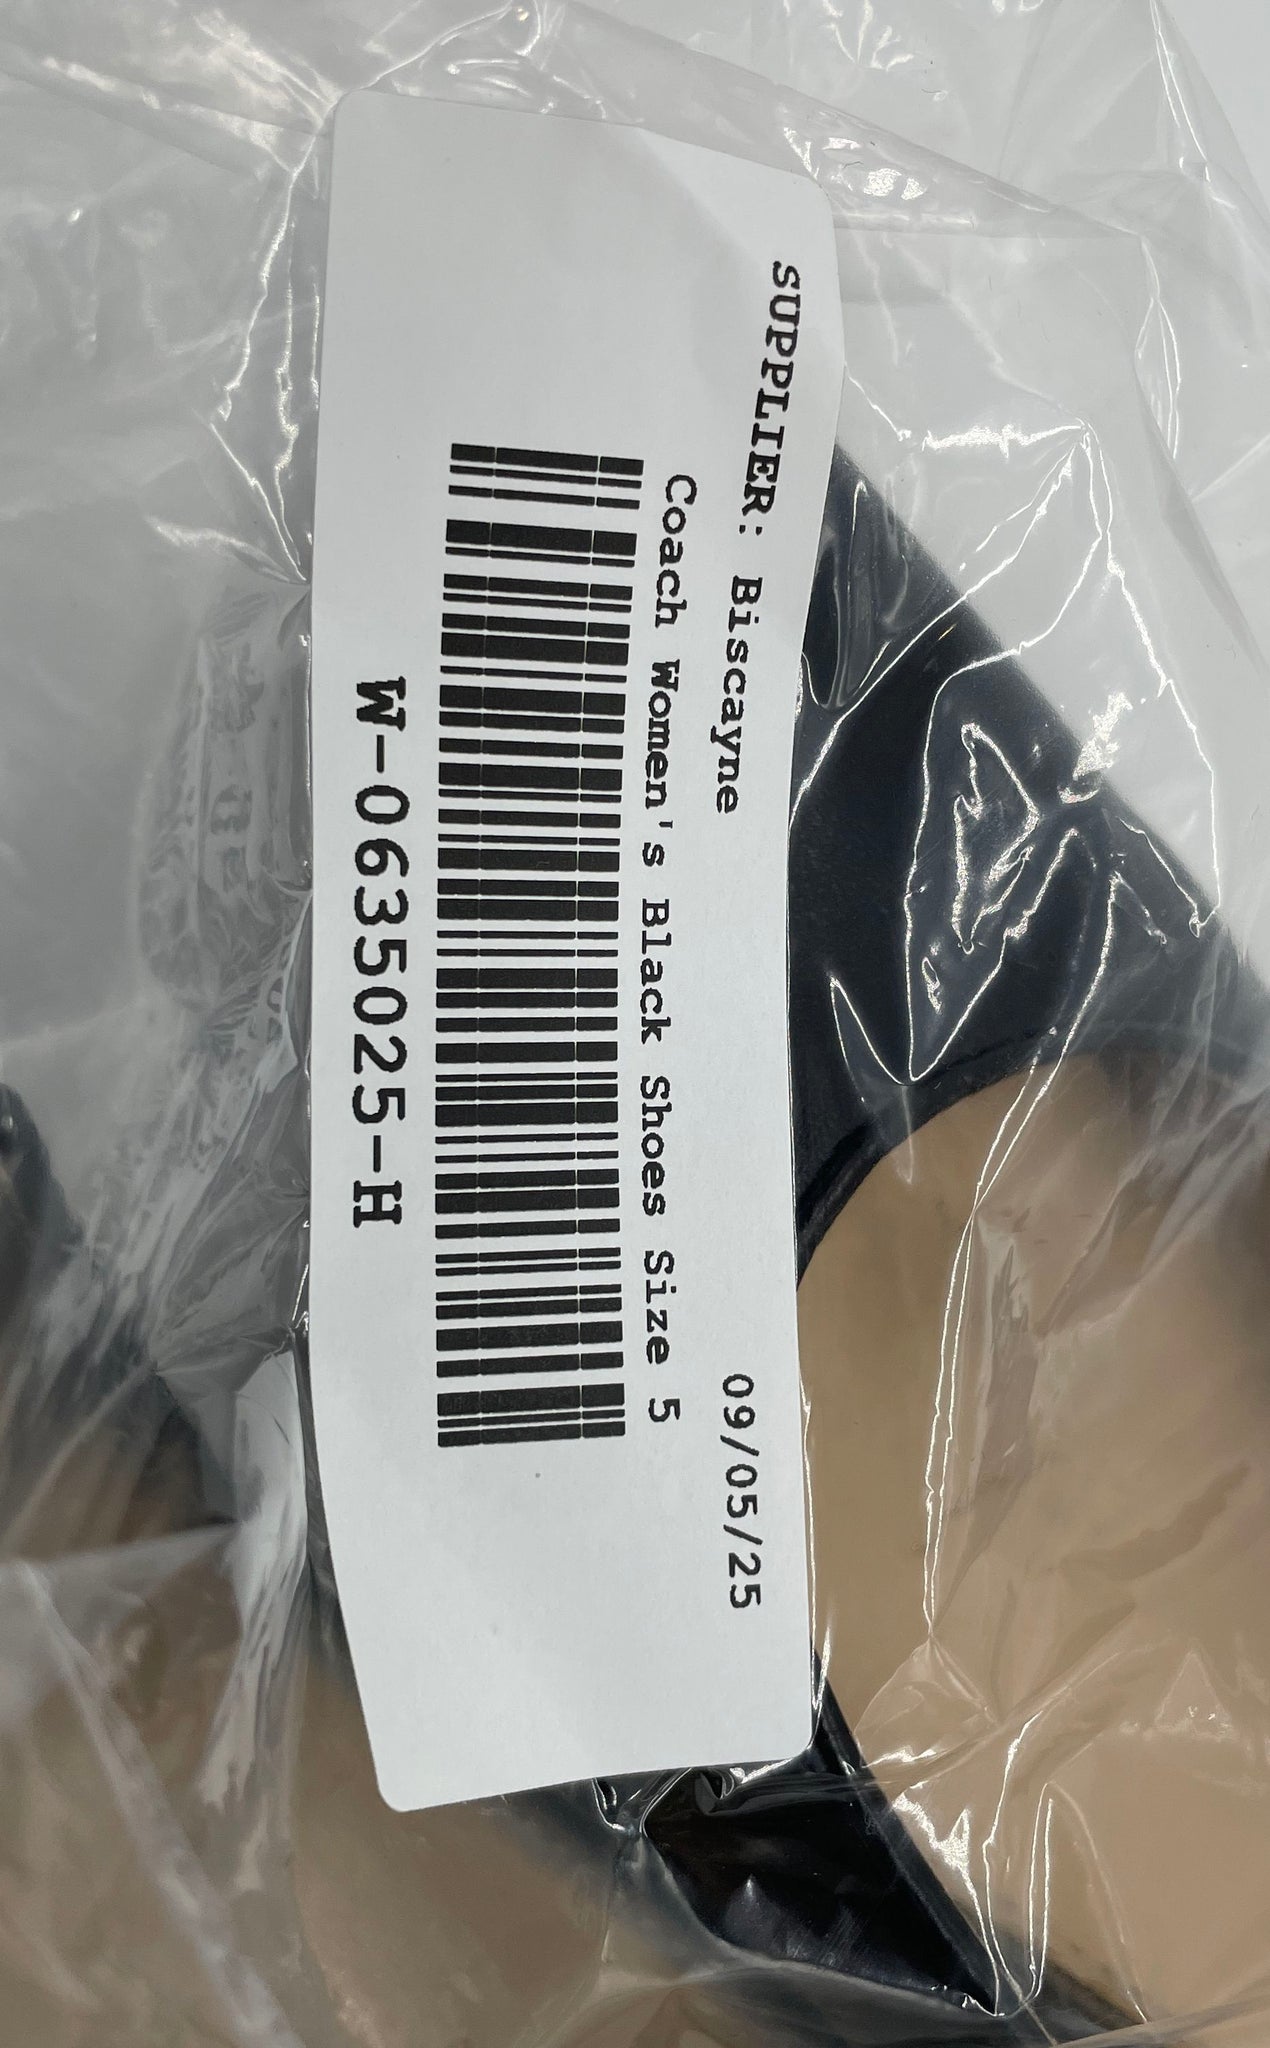 SUPPLIER: Biscayne 09/05/25
Coach Women's Black Shoes Size 5
W-0635025-H